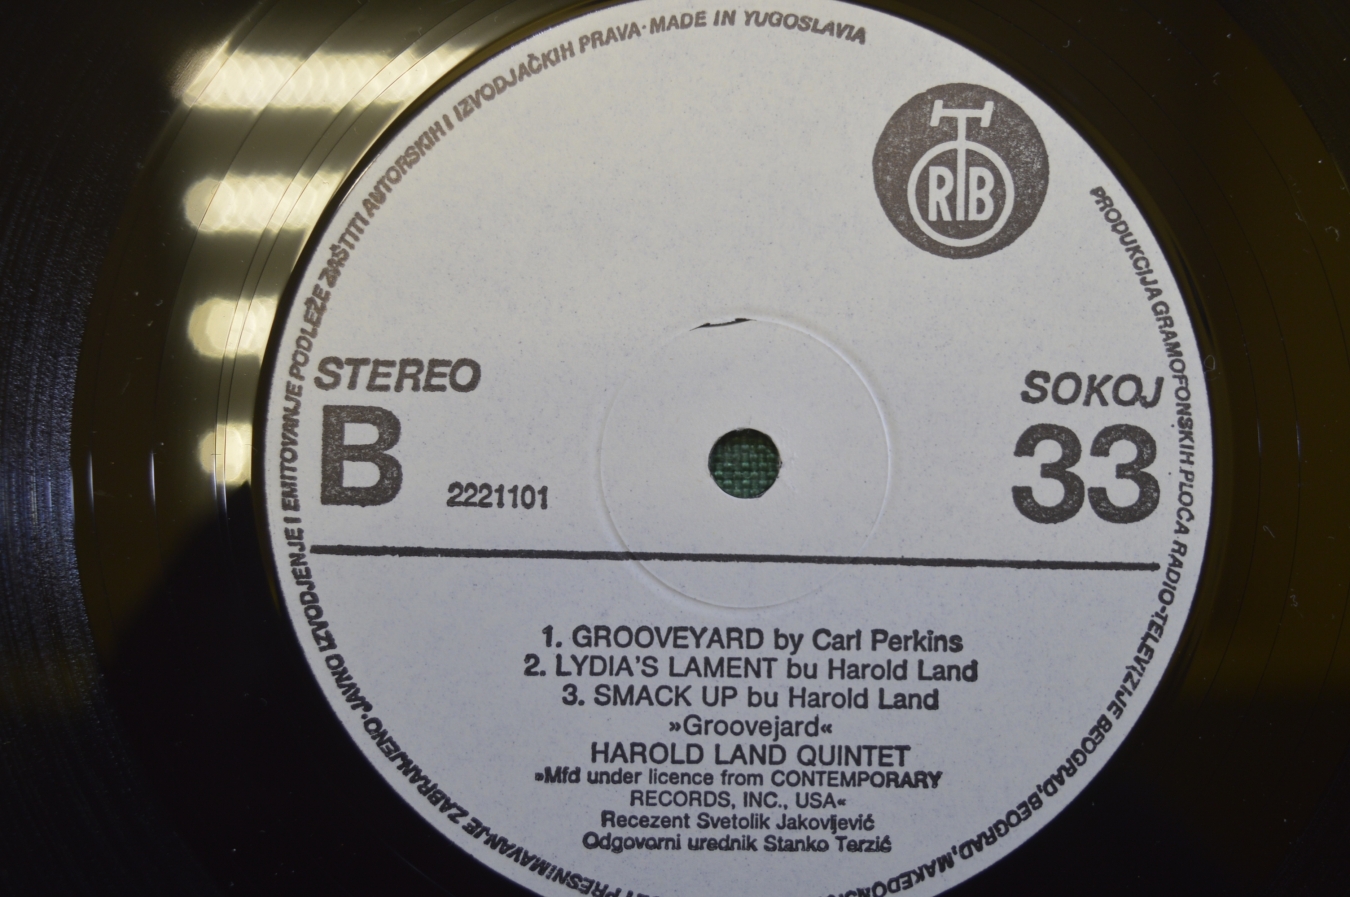 JAVNO IZVODJENJE I EMITOVANJE PODLEŽE ZAŠTITI AUTORSKIH I IZVODJAČKIH PRAVA · MADE IN YUGOSLAVIA
RTB
PRODUKCIJA GRAMOFONSKIH PLOČA RADIO-TELEVIZIJE BEOGRAD, BEOGRAD, MAKEDONS
PRESNIMAVANJE ZABRANJENO ·
STEREO
SOKOJ
B
33
2221101
1. GROOVEYARD by Carl Perkins
2. LYDIA'S LAMENT bu Harold Land
3. SMACK UP bu Harold Land
»Groovejard«
HAROLD LAND QUINTET
»Mfd under licence from CONTEMPORARY
RECORDS, INC., USA«
Recezent Svetolik Jakovljević
Odgovorni urednik Stanko Terzić